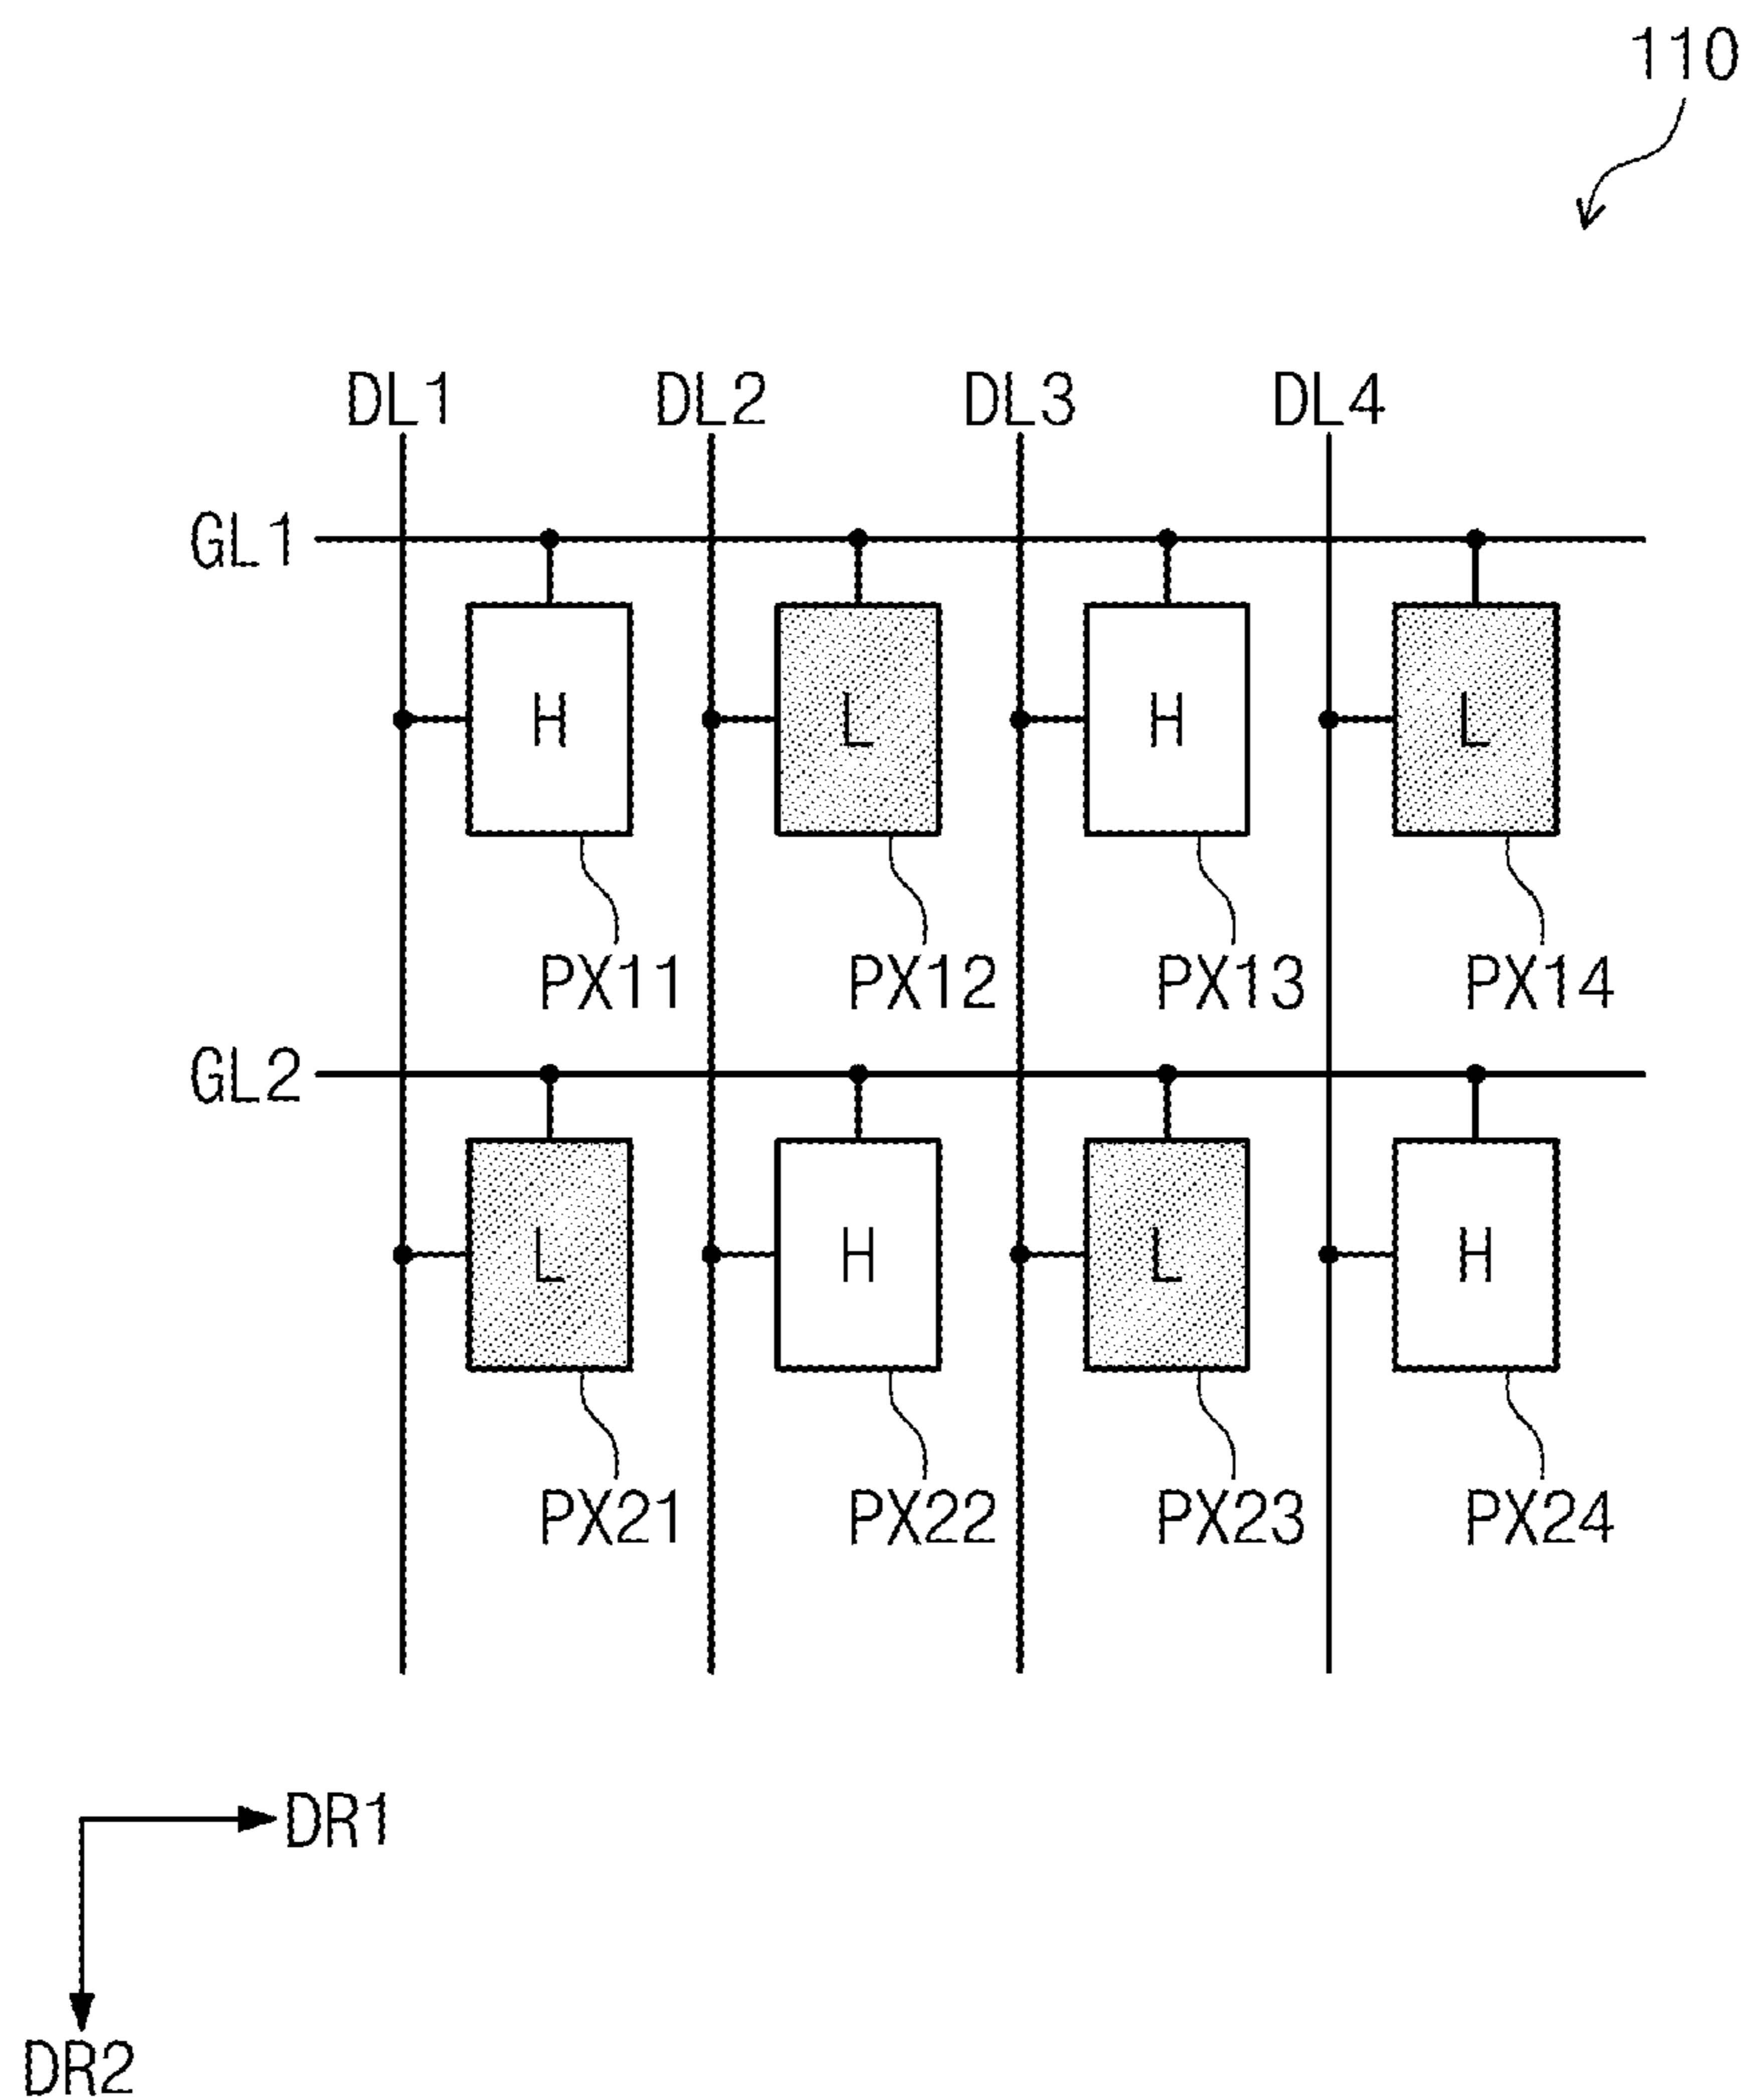 110
DL1 DL2 DL3 DL4
GL1
H L H L
PX11 PX12 PX13 PX14
GL2
L H L H
PX21 PX22 PX23 PX24
DR1
DR2